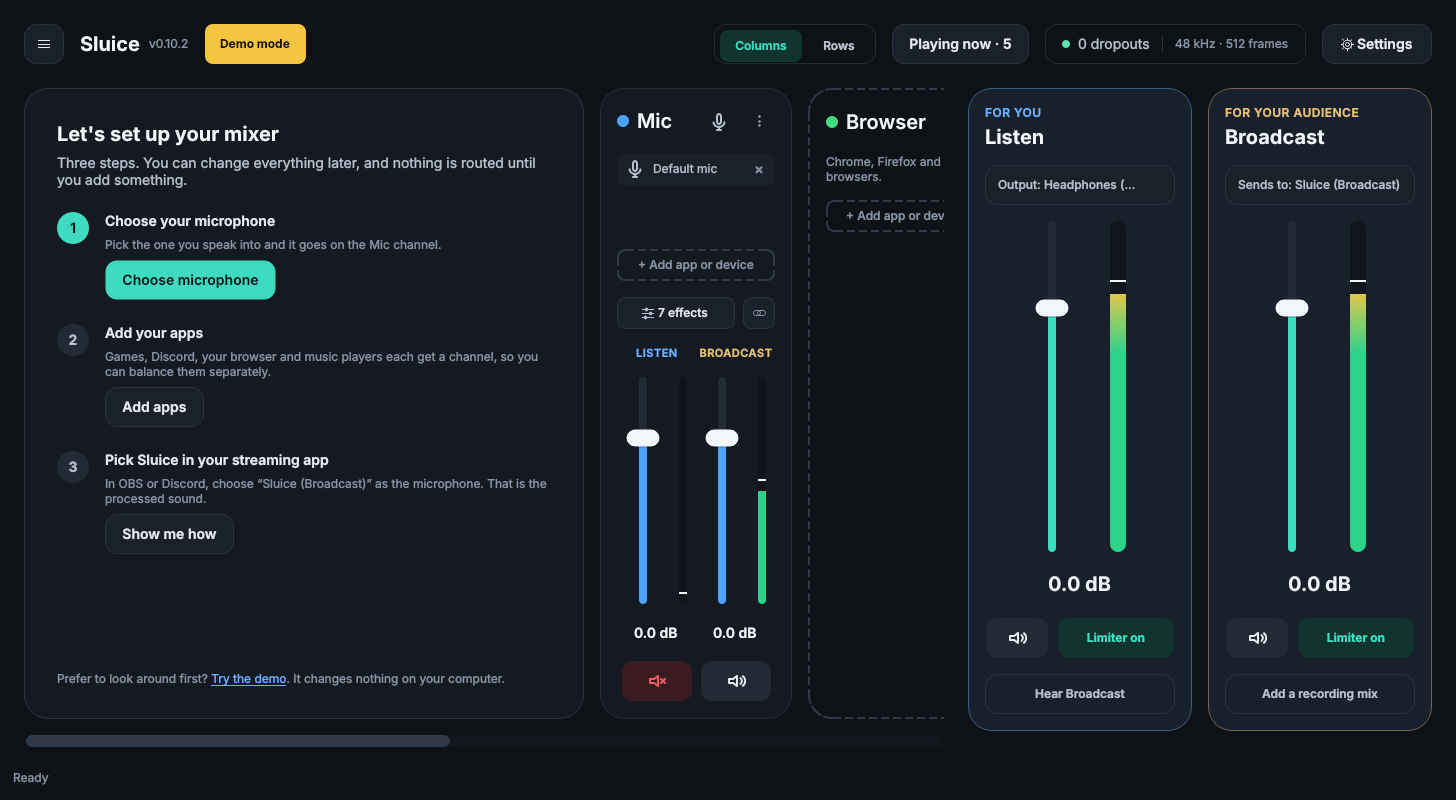 Sluice v0.10.2 Demo mode
Columns Rows Playing now · 5 0 dropouts 48 kHz · 512 frames Settings
Let's set up your mixer
Three steps. You can change everything later, and nothing is routed until
you add something.
1 Choose your microphone
Pick the one you speak into and it goes on the Mic channel.
Choose microphone
2 Add your apps
Games, Discord, your browser and music players each get a channel, so you
can balance them separately.
Add apps
3 Pick Sluice in your streaming app
In OBS or Discord, choose “Sluice (Broadcast)” as the microphone. That is the
processed sound.
Show me how
Prefer to look around first? Try the demo. It changes nothing on your computer.
Mic
Default mic ×
+ Add app or device
7 effects
LISTEN BROADCAST
0.0 dB 0.0 dB
Browser
Chrome, Firefox and
browsers.
+ Add app or dev
FOR YOU
Listen
Output: Headphones (...
0.0 dB
Limiter on
Hear Broadcast
FOR YOUR AUDIENCE
Broadcast
Sends to: Sluice (Broadcast)
0.0 dB
Limiter on
Add a recording mix
Ready